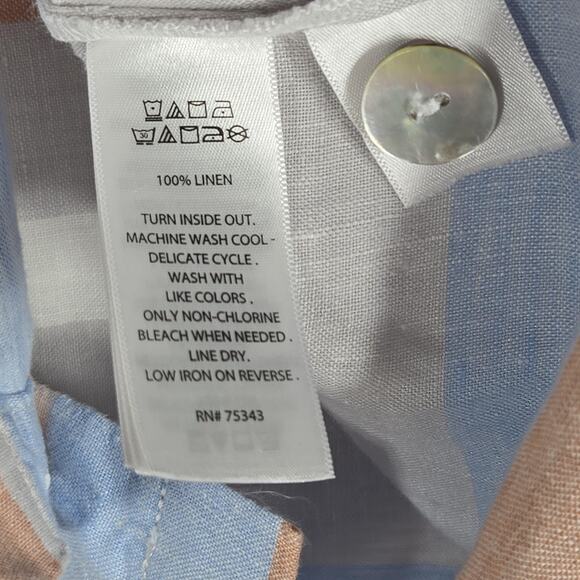 30
100% LINEN
TURN INSIDE OUT.
MACHINE WASH COOL -
DELICATE CYCLE .
WASH WITH
LIKE COLORS .
ONLY NON-CHLORINE
BLEACH WHEN NEEDED .
LINE DRY.
LOW IRON ON REVERSE .
RN# 75343